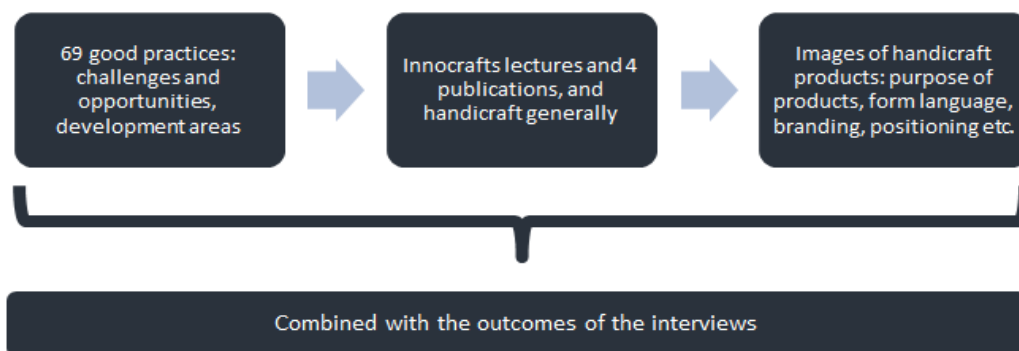 69 good practices:
challenges and
opportunities,
development areas
Innocrafts lectures and 4
publications, and
handicraft generally
Images of handicraft
products: purpose of
products, form language,
branding, positioning etc.
Combined with the outcomes of the interviews